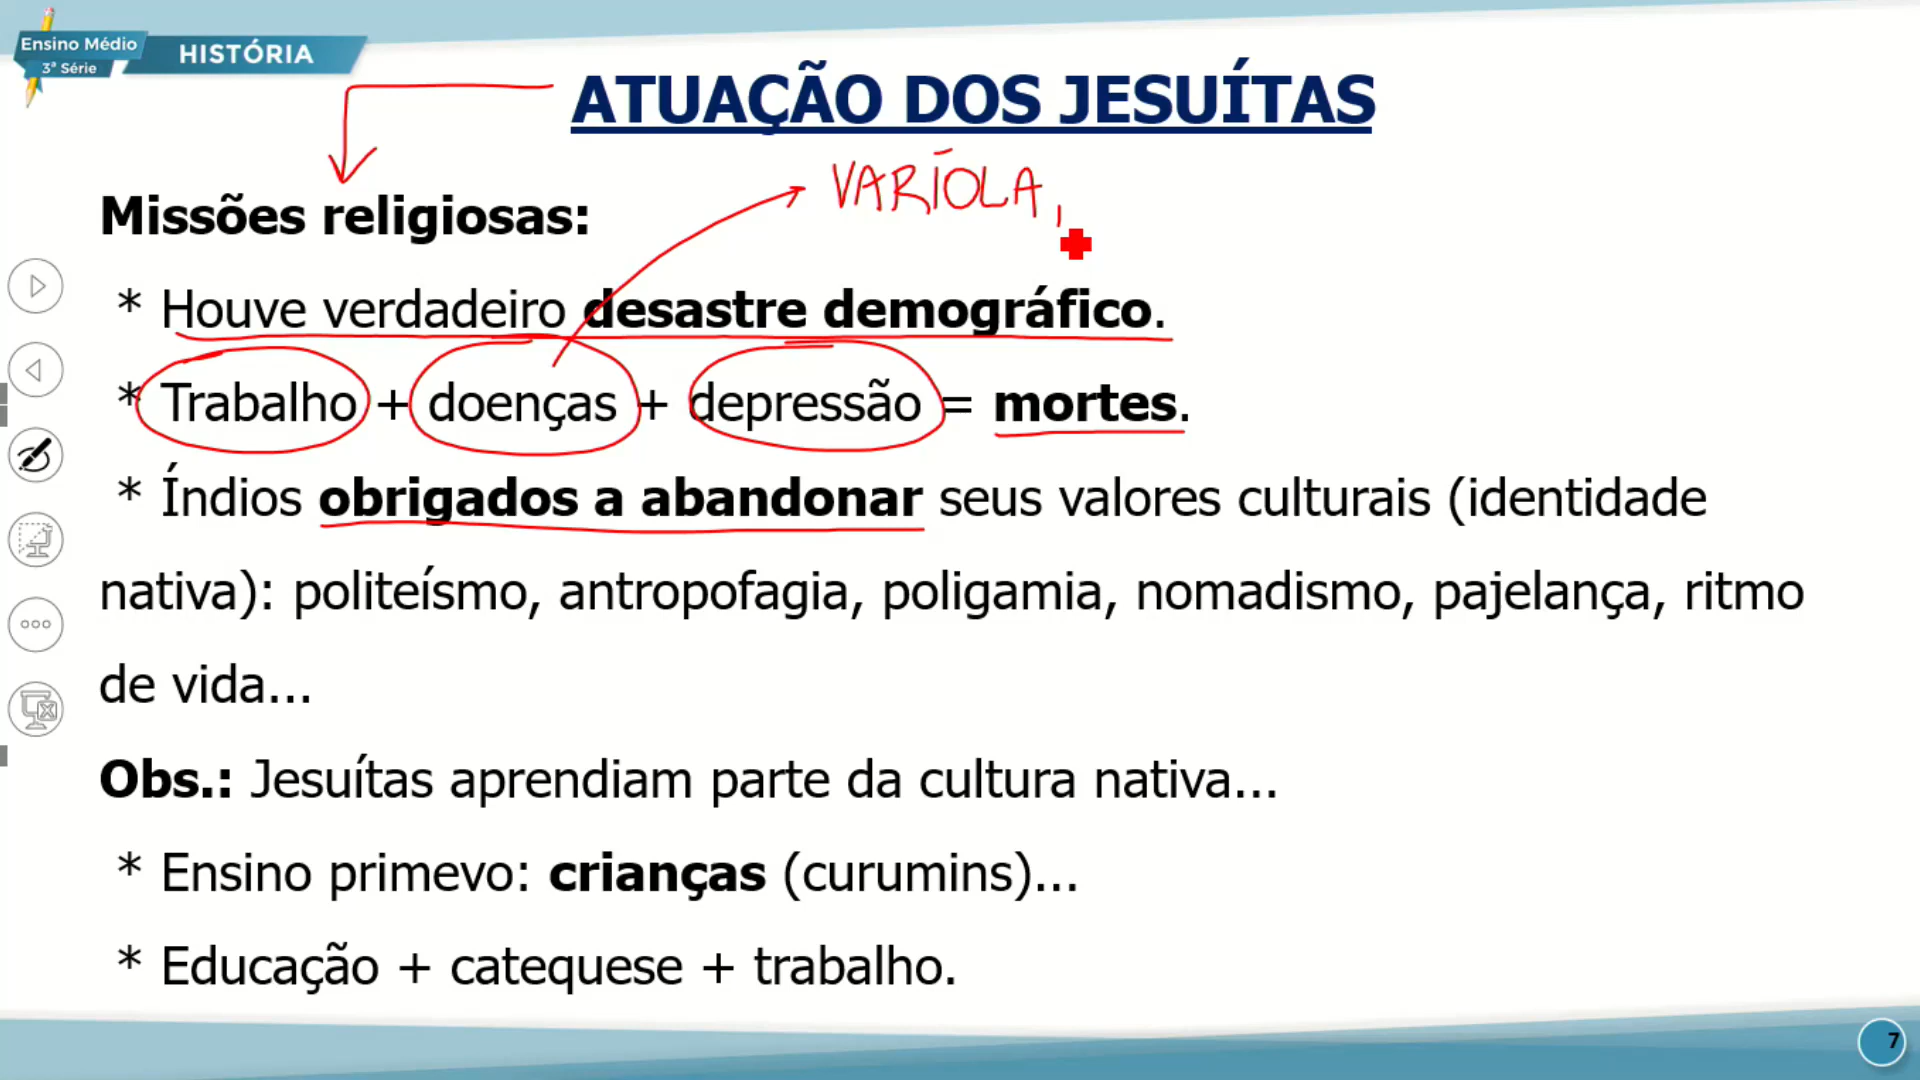 Ensino Médio
3ª Série
HISTÓRIA
ATUAÇÃO DOS JESUÍTAS
VARÍOLA,
Missões religiosas:
* Houve verdadeiro desastre demográfico.
* Trabalho + doenças + depressão = mortes.
* Índios obrigados a abandonar seus valores culturais (identidade
nativa): politeísmo, antropofagia, poligamia, nomadismo, pajelança, ritmo
de vida...
Obs.: Jesuítas aprendiam parte da cultura nativa...
* Ensino primevo: crianças (curumins)...
* Educação + catequese + trabalho.
7